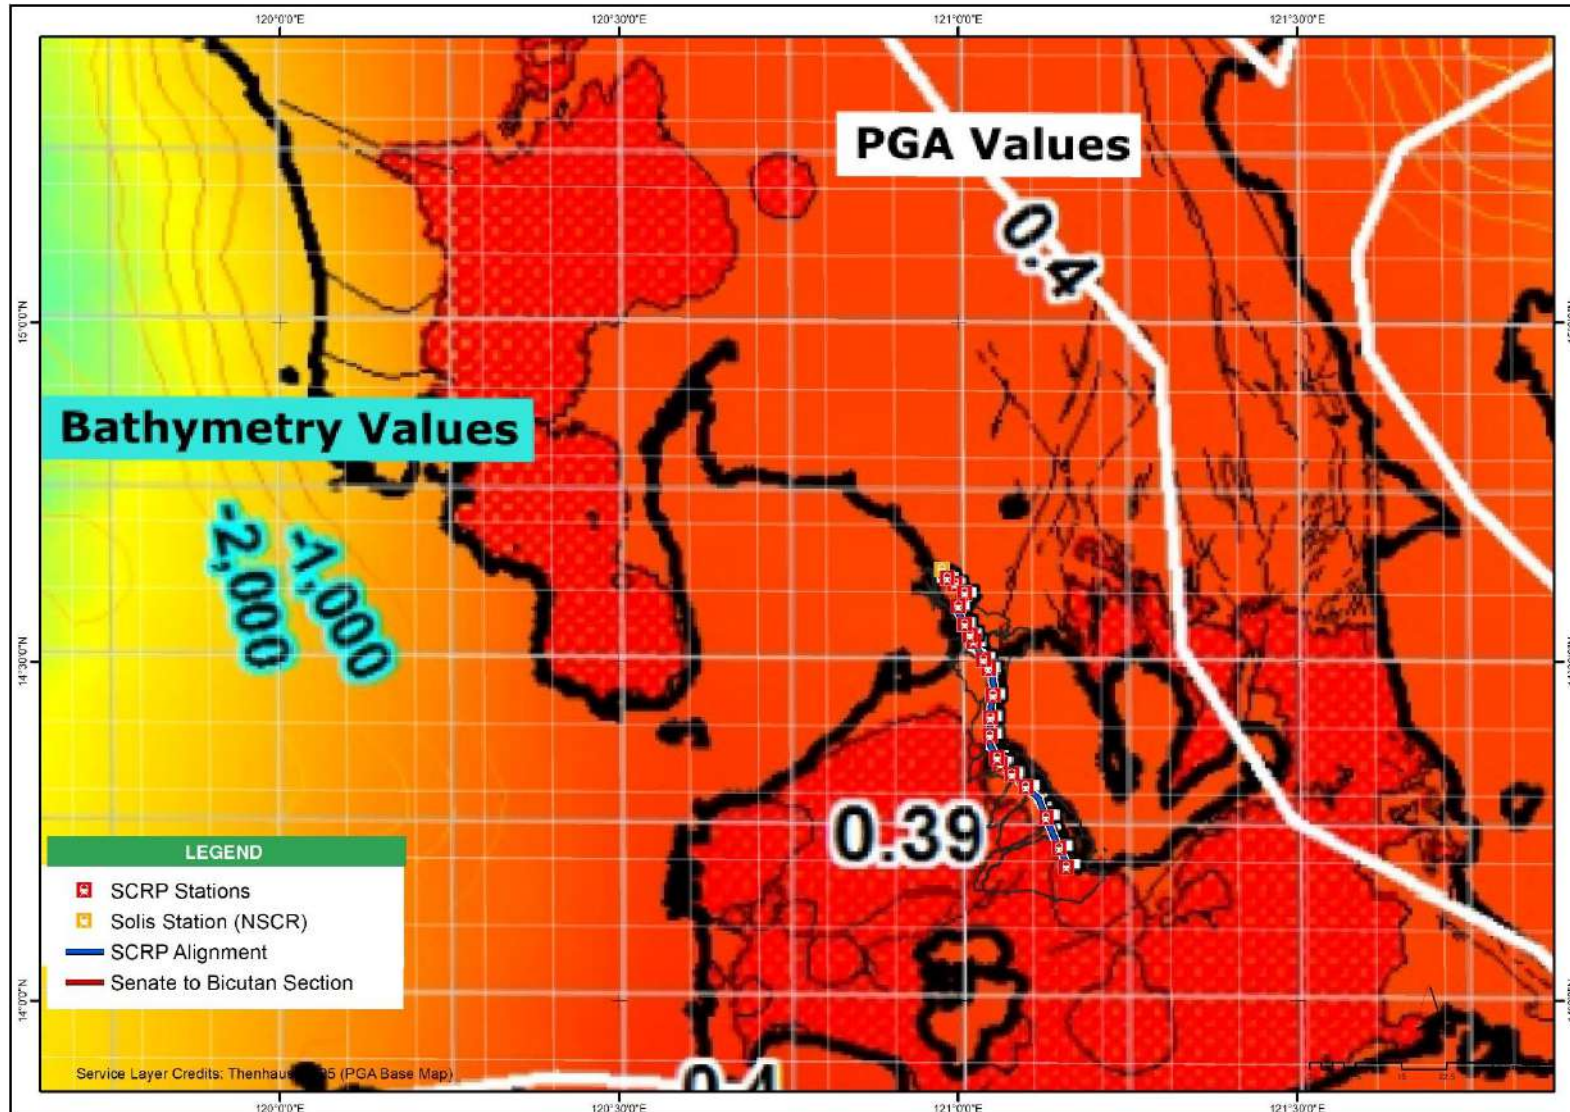 120°0'0"E
120°30'0"E
121°0'0"E
121°30'0"E
PGA Values
0.4
15°0'0"N
Bathymetry Values
-2,000
-1,000
14°30'0"N
0.39
LEGEND
SCRP Stations
Solis Station (NSCR)
SCRP Alignment
Senate to Bicutan Section
14°0'0"N
Service Layer Credits: (PGA Base Map)
0.4
120°0'0"E
120°30'0"E
121°0'0"E
121°30'0"E